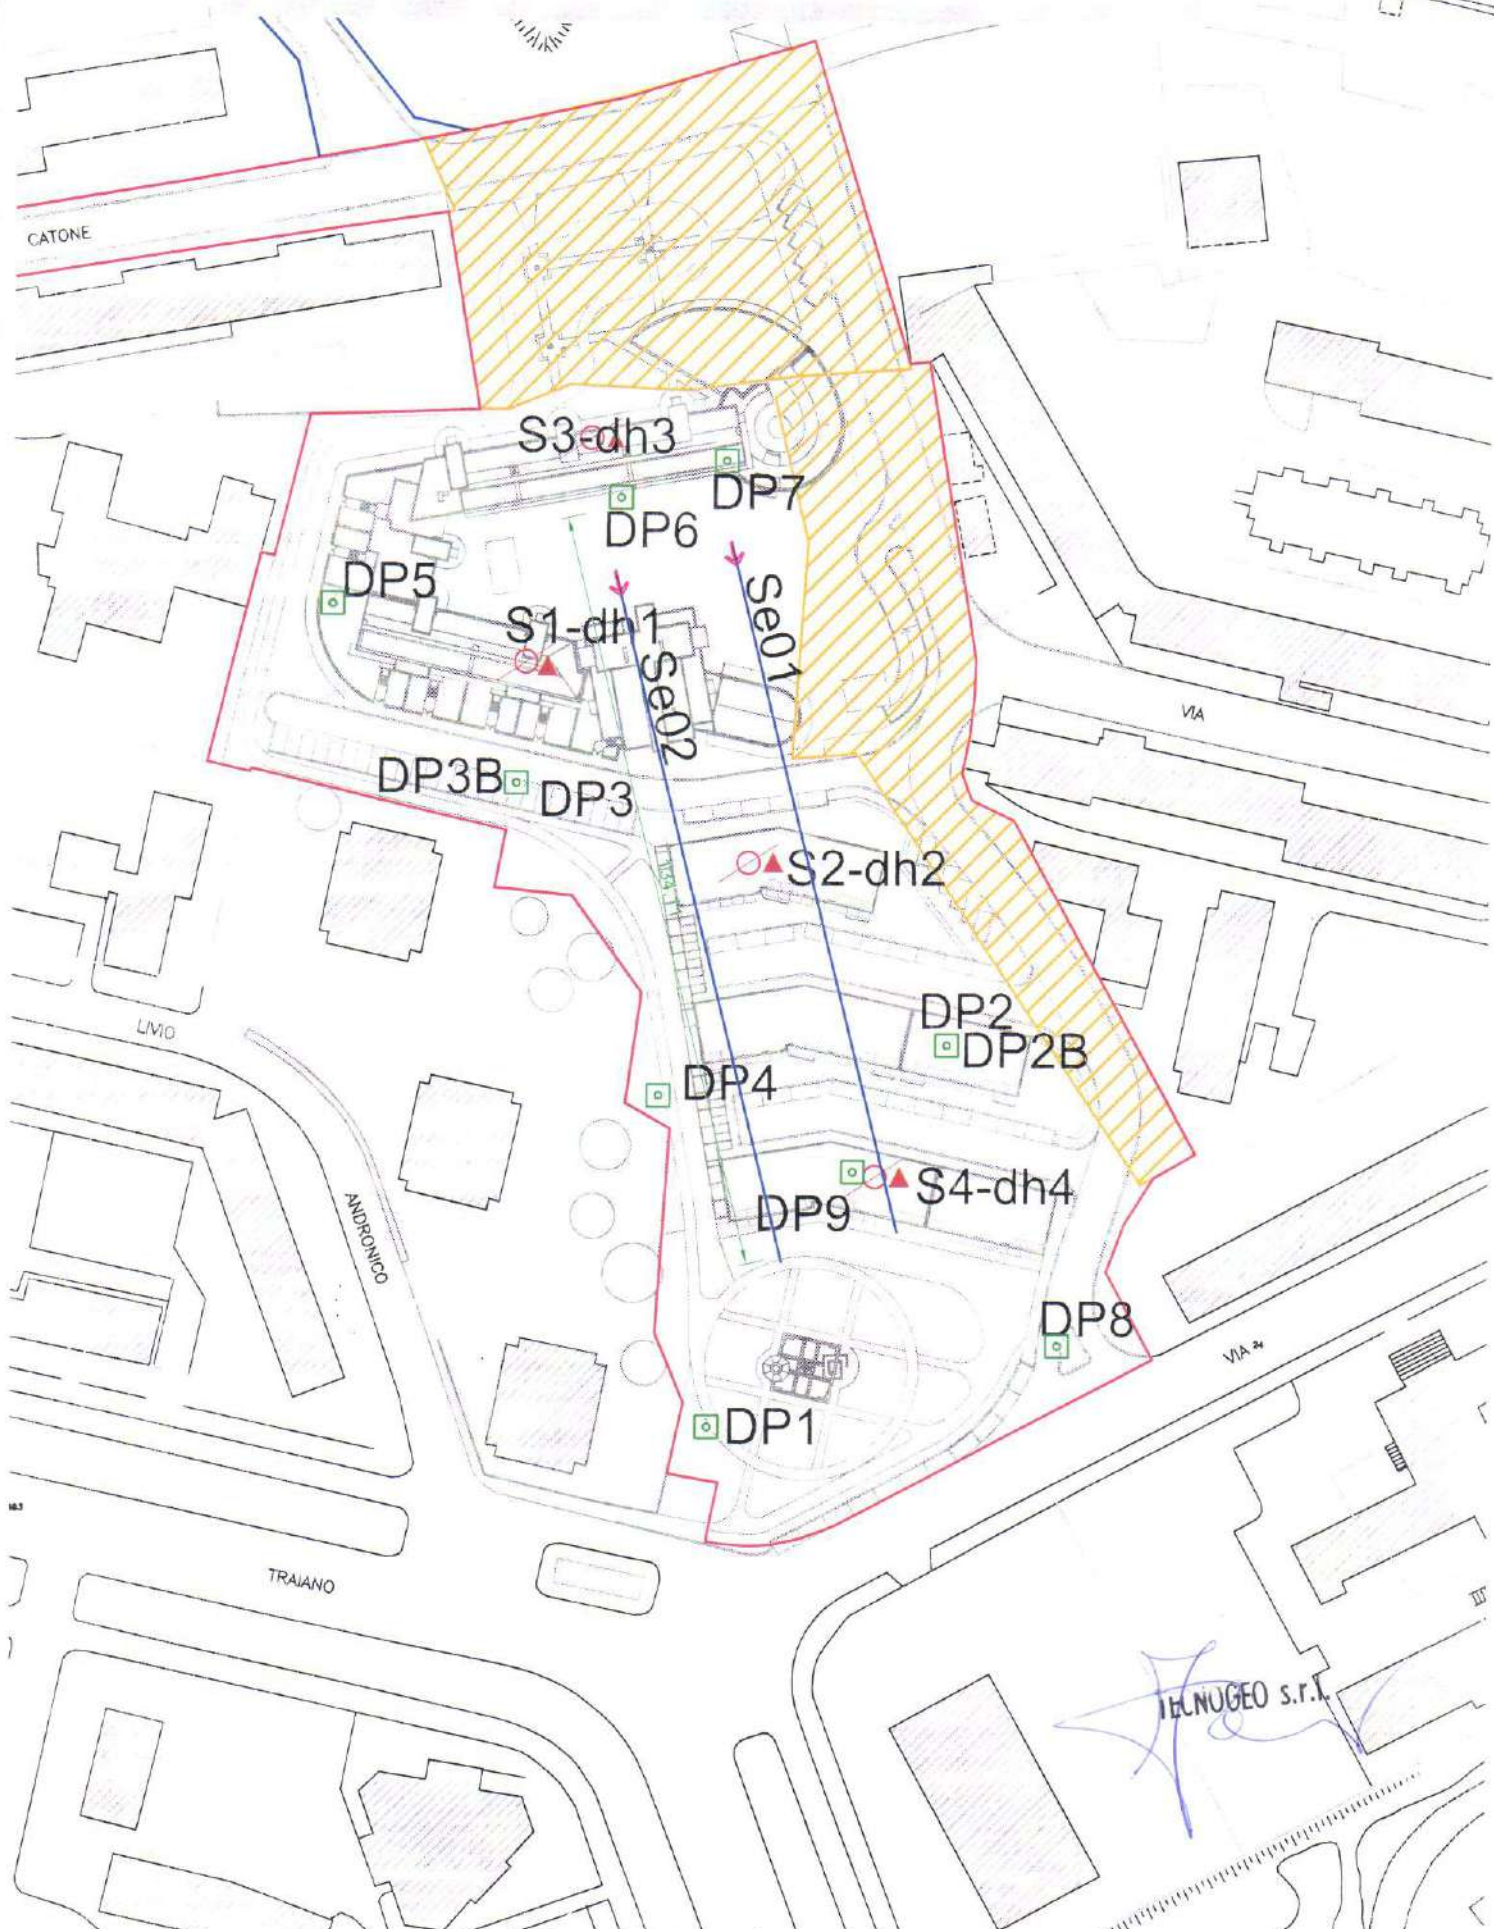 CATONE
S3-dh3
DP7
DP6
DP5
Se01
S1-dh1
Se02
VIA
DP3B
DP3
S2-dh2
DP2
DP2B
LIVIO
DP4
S4-dh4
DP9
ANDRONICO
DP8
VIA
DP1
TRAIANO
TECNOGEO s.r.l.